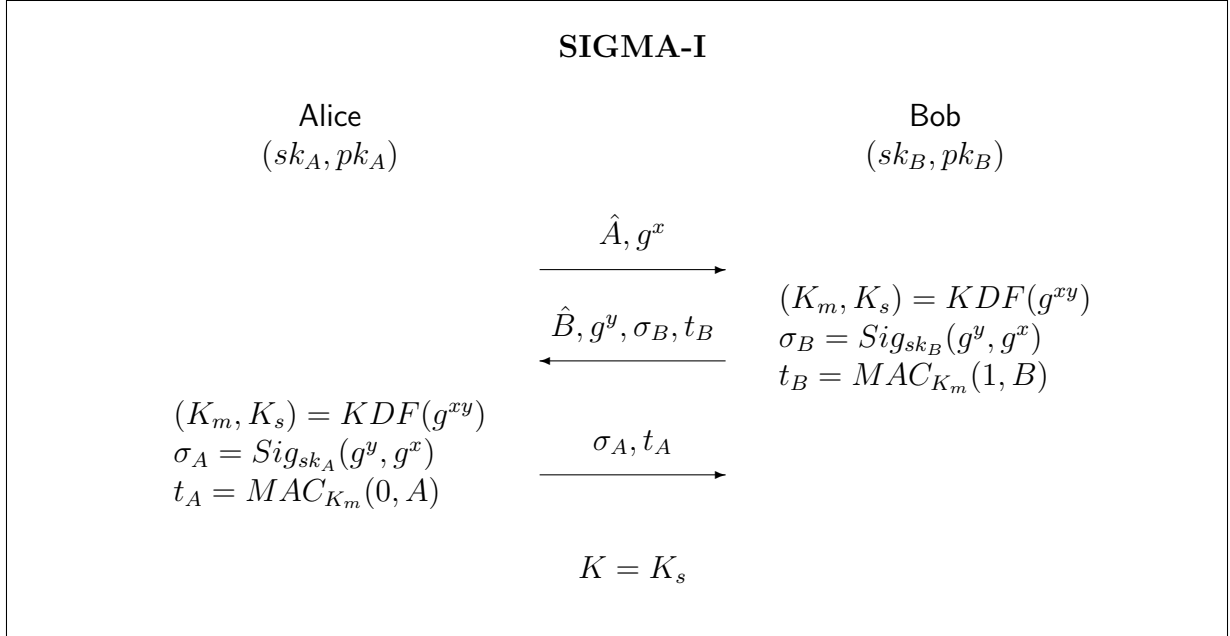 SIGMA-I
Alice Bob
(sk_A, pk_A) (sk_B, pk_B)
Â, g^x
(K_m, K_s) = KDF(g^{xy})
B̂, g^y, σ_B, t_B
σ_B = Sig_{sk_B}(g^y, g^x)
t_B = MAC_{K_m}(1, B)
(K_m, K_s) = KDF(g^{xy})
σ_A = Sig_{sk_A}(g^y, g^x)
σ_A, t_A
t_A = MAC_{K_m}(0, A)
K = K_s